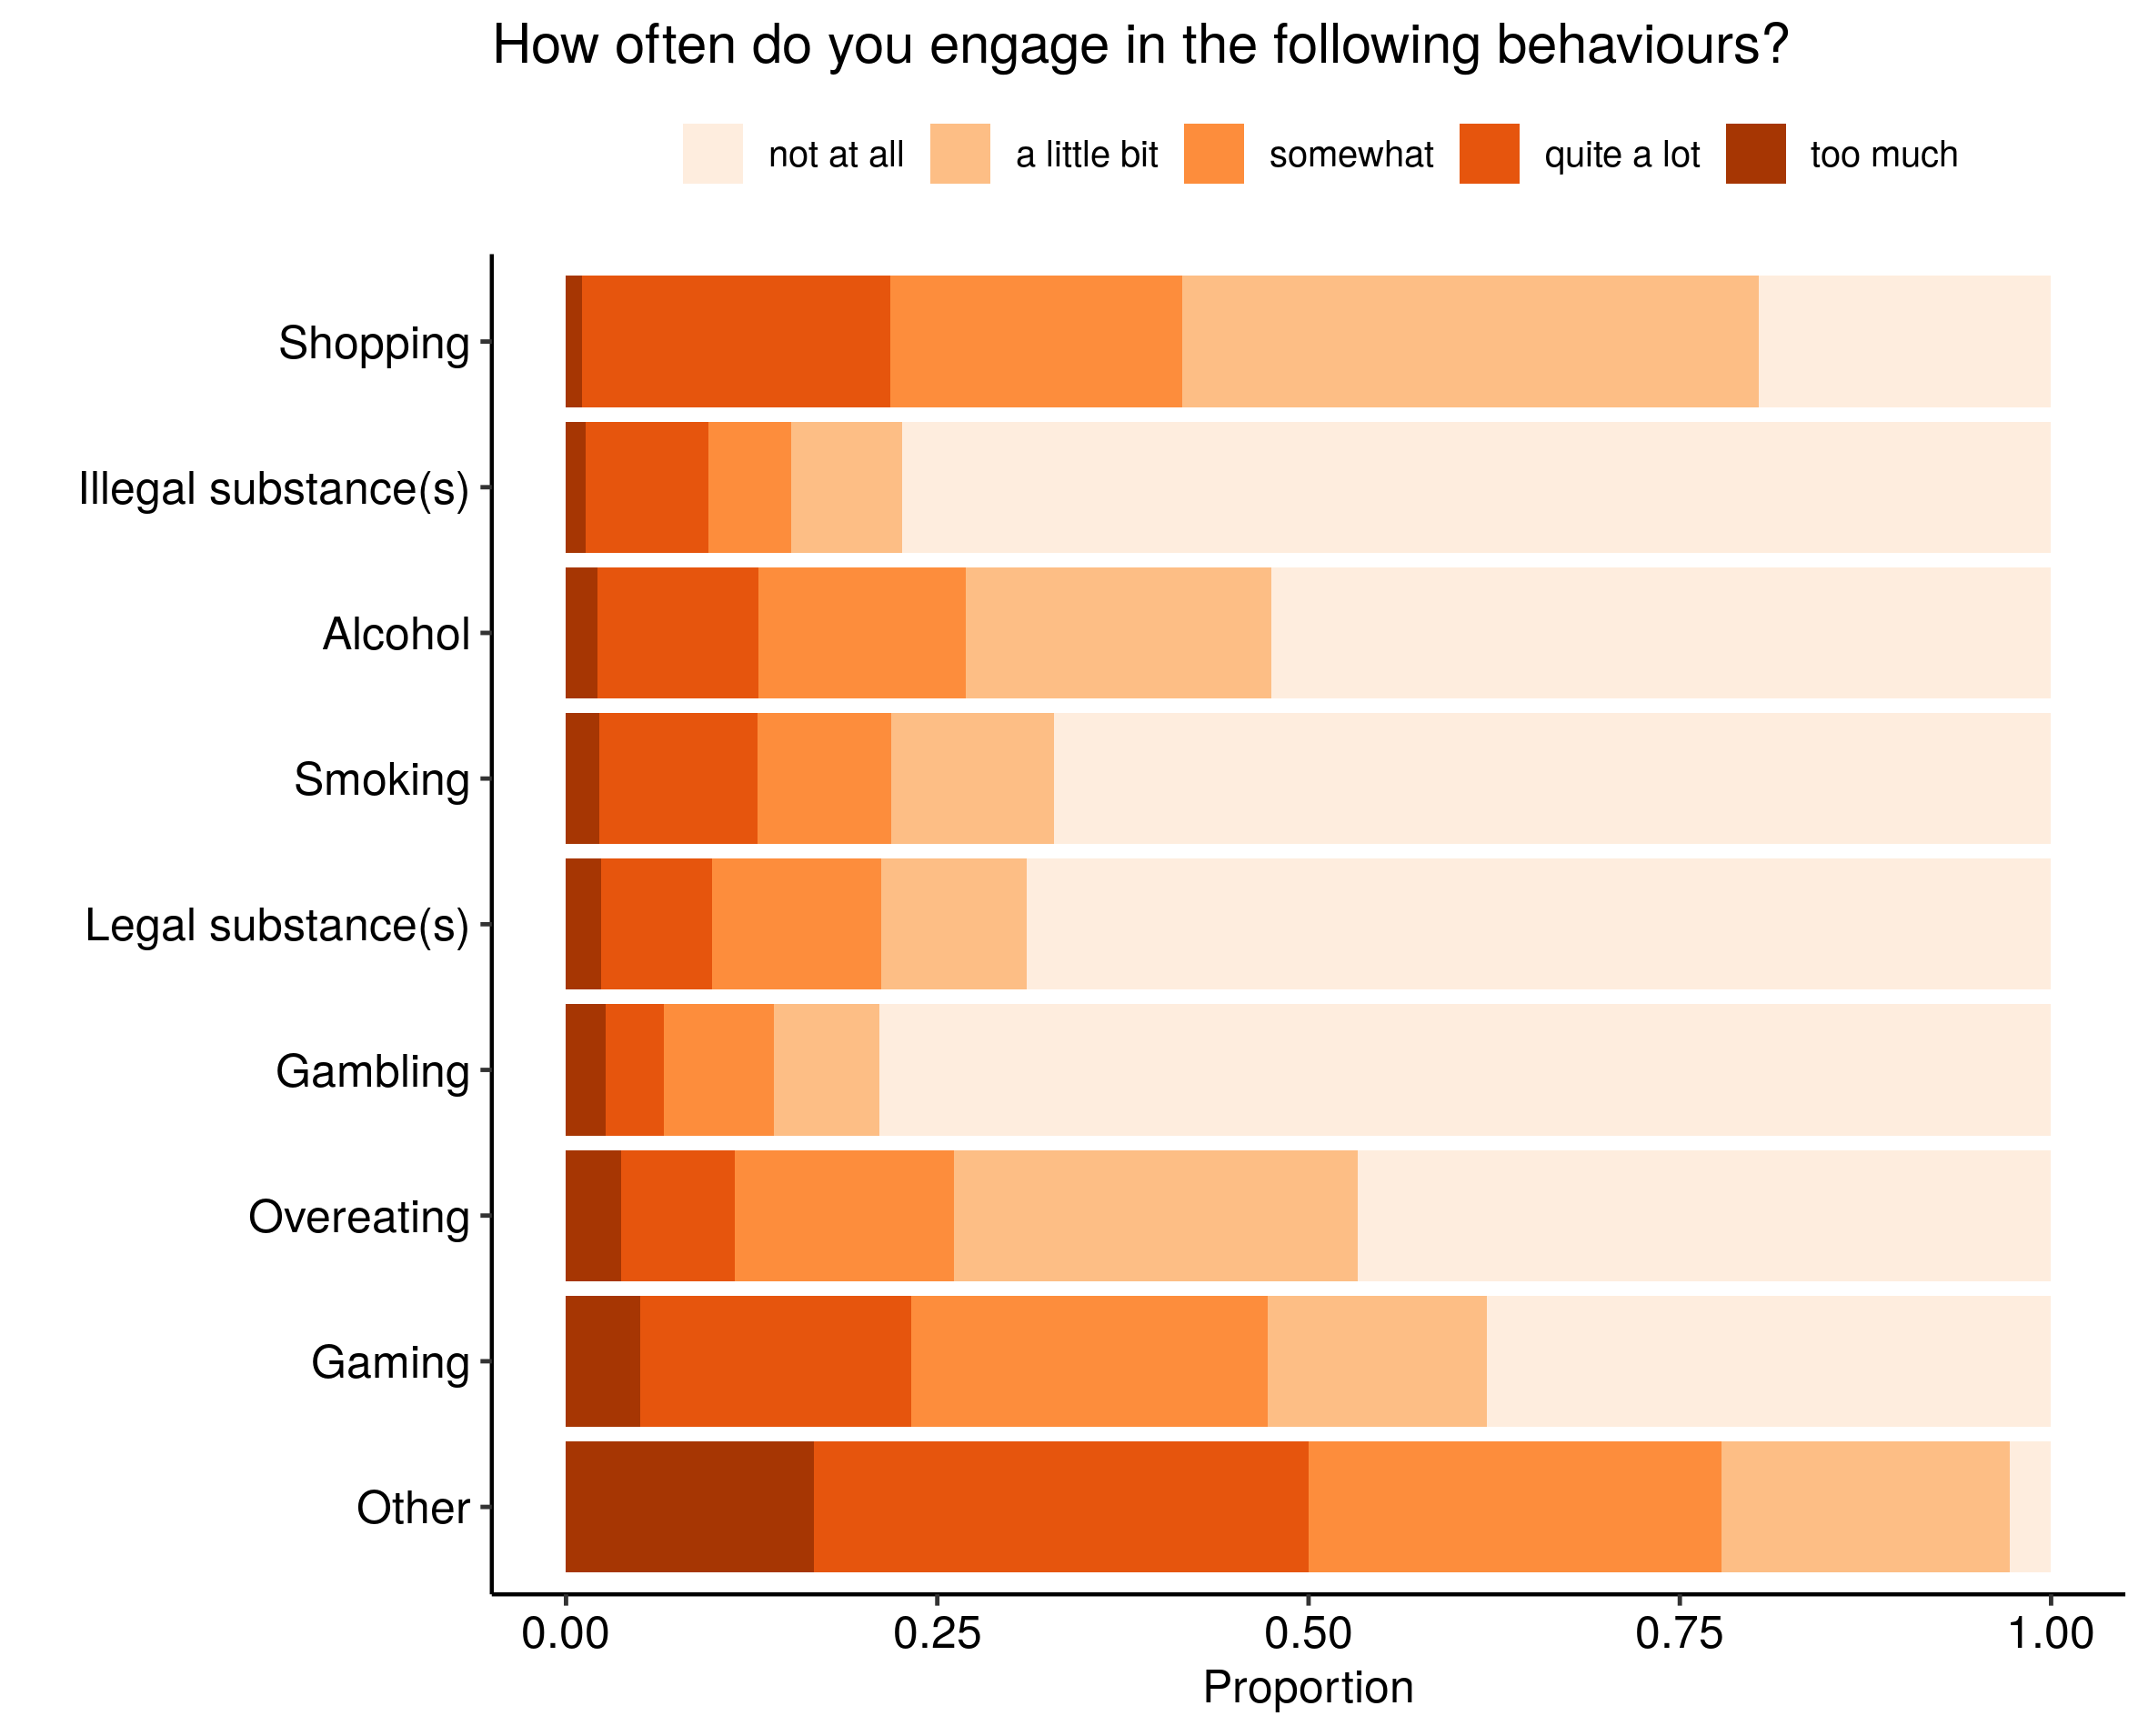 How often do you engage in the following behaviours?
not at all a little bit somewhat quite a lot too much
Shopping
Illegal substance(s)
Alcohol
Smoking
Legal substance(s)
Gambling
Overeating
Gaming
Other
0.00 0.25 0.50 0.75 1.00
Proportion